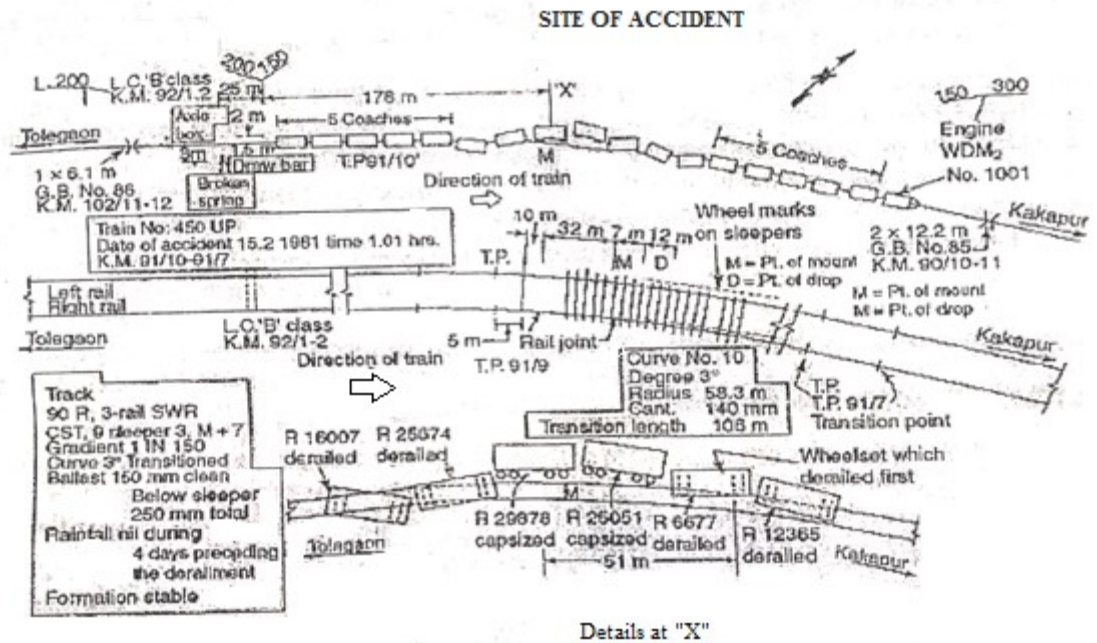 SITE OF ACCIDENT
L 200
L.C.'B' class
K.M. 92/1.2
200 150
25 m
176 m
'X'
150 300
Engine
WDM₂
No. 1001
Tolegaon
Axle
box
2 m
5 Coaches
1.5 m
Draw bar
T.P91/10'
M
5 Coaches
1 × 6.1 m
G.B. No. 86
K.M. 102/11-12
Broken
spring
Direction of train
Kakapur
2 × 12.2 m
G.B. No.85
K.M. 90/10-11
Train No: 450 UP
Date of accident 15.2 1981 time 1.01 hrs.
K.M. 91/10-91/7
T.P.
10 m
32 m
7 m
12 m
M
D
Wheel marks
on sleepers
M = Pt. of mount
D = Pt. of drop
M = Pt. of mount
M = Pt. of drop
Left rail
Right rail
Tolegaon
L.C.'B' class
K.M. 92/1-2
Direction of train
5 m
Rail joint
T.P. 91/9
Kakapur
Curve No. 10
Degree 3°
Radius 58.3 m
Cant. 140 mm
Transition length 106 m
T.P.
T.P. 91/7
Transition point
Track
90 R, 3-rail SWR
CST, 9 sleeper 3, M + 7
Gradient 1 IN 150
Curve 3° Transitioned
Ballast 150 mm clean
Below sleeper
250 mm total
Rainfall nil during
4 days preceding
the derailment
Formation stable
R 16007
derailed
R 25674
derailed
Wheelset which
derailed first
M
R 29878
capsized
R 25051
capsized
R 6677
derailed
R 12365
derailed
Tolagaon
51 m
Kakapur
Details at "X"